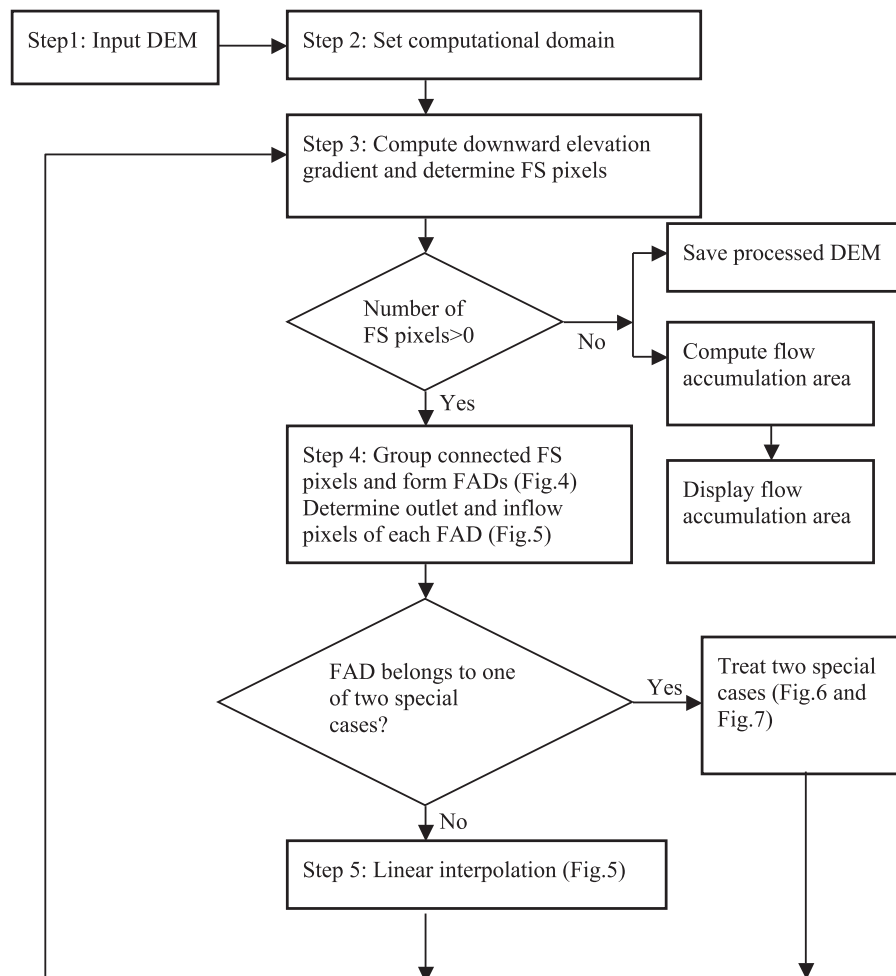 Step1: Input DEM
Step 2: Set computational domain
Step 3: Compute downward elevation
gradient and determine FS pixels
Save processed DEM
Number of
FS pixels>0
No
Compute flow
accumulation area
Yes
Step 4: Group connected FS
pixels and form FADs (Fig.4)
Determine outlet and inflow
pixels of each FAD (Fig.5)
Display flow
accumulation area
FAD belongs to one
of two special
cases?
Yes
Treat two special
cases (Fig.6 and
Fig.7)
No
Step 5: Linear interpolation (Fig.5)